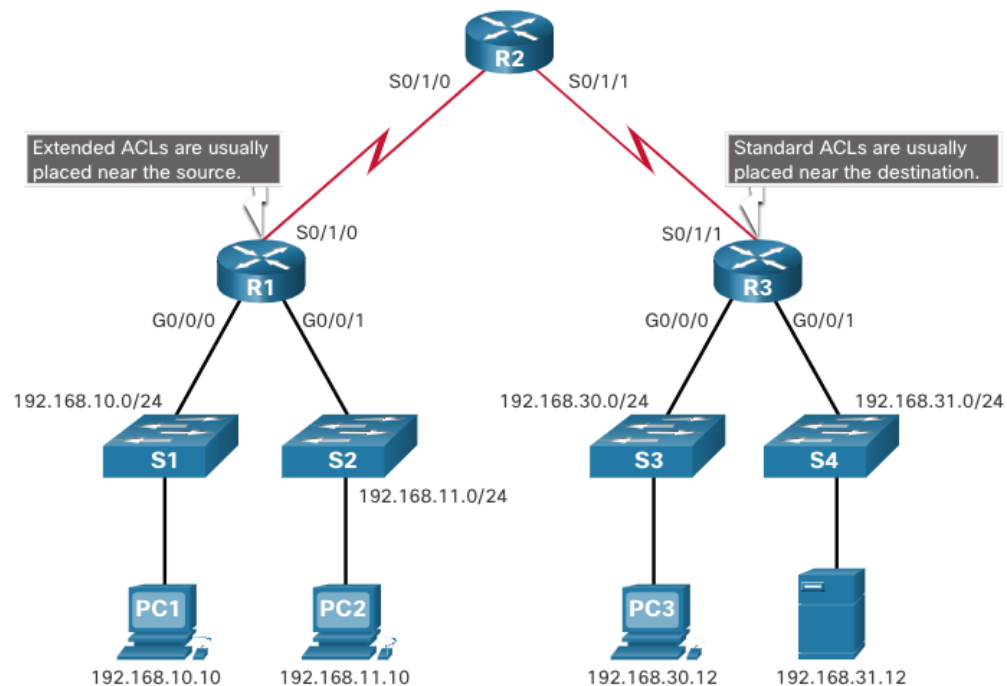 R2
S0/1/0
S0/1/1
Extended ACLs are usually
placed near the source.
Standard ACLs are usually
placed near the destination.
S0/1/0
S0/1/1
R1
R3
G0/0/0
G0/0/1
G0/0/0
G0/0/1
192.168.10.0/24
192.168.30.0/24
192.168.31.0/24
S1
S2
S3
S4
192.168.11.0/24
PC1
PC2
PC3
192.168.10.10
192.168.11.10
192.168.30.12
192.168.31.12